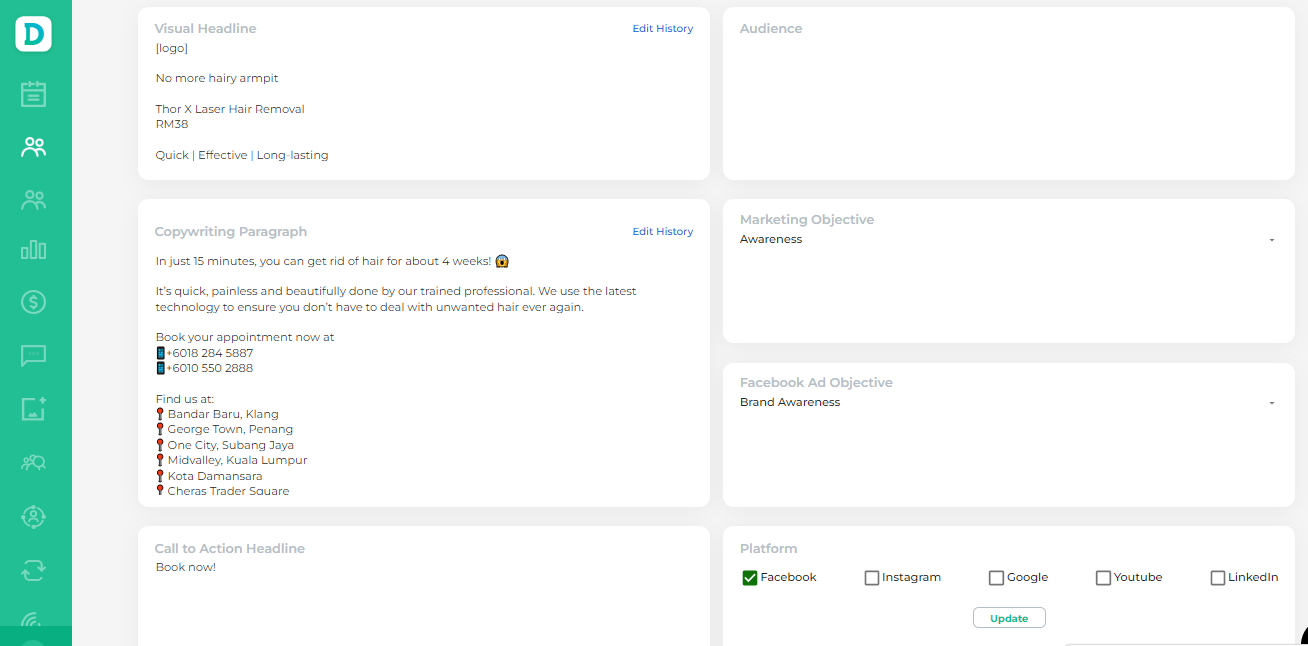 D
Visual Headline
Edit History
[logo]
No more hairy armpit
Thor X Laser Hair Removal
RM38
Quick | Effective | Long-lasting
Audience
Copywriting Paragraph
Edit History
In just 15 minutes, you can get rid of hair for about 4 weeks! 😱
It's quick, painless and beautifully done by our trained professional. We use the latest
technology to ensure you don't have to deal with unwanted hair ever again.
Book your appointment now at
📱+6018 284 5887
📱+6010 550 2888
Find us at:
📍Bandar Baru, Klang
📍George Town, Penang
📍One City, Subang Jaya
📍Midvalley, Kuala Lumpur
📍Kota Damansara
📍Cheras Trader Square
Marketing Objective
Awareness
Facebook Ad Objective
Brand Awareness
Call to Action Headline
Book now!
Platform
Facebook
Instagram
Google
Youtube
LinkedIn
Update